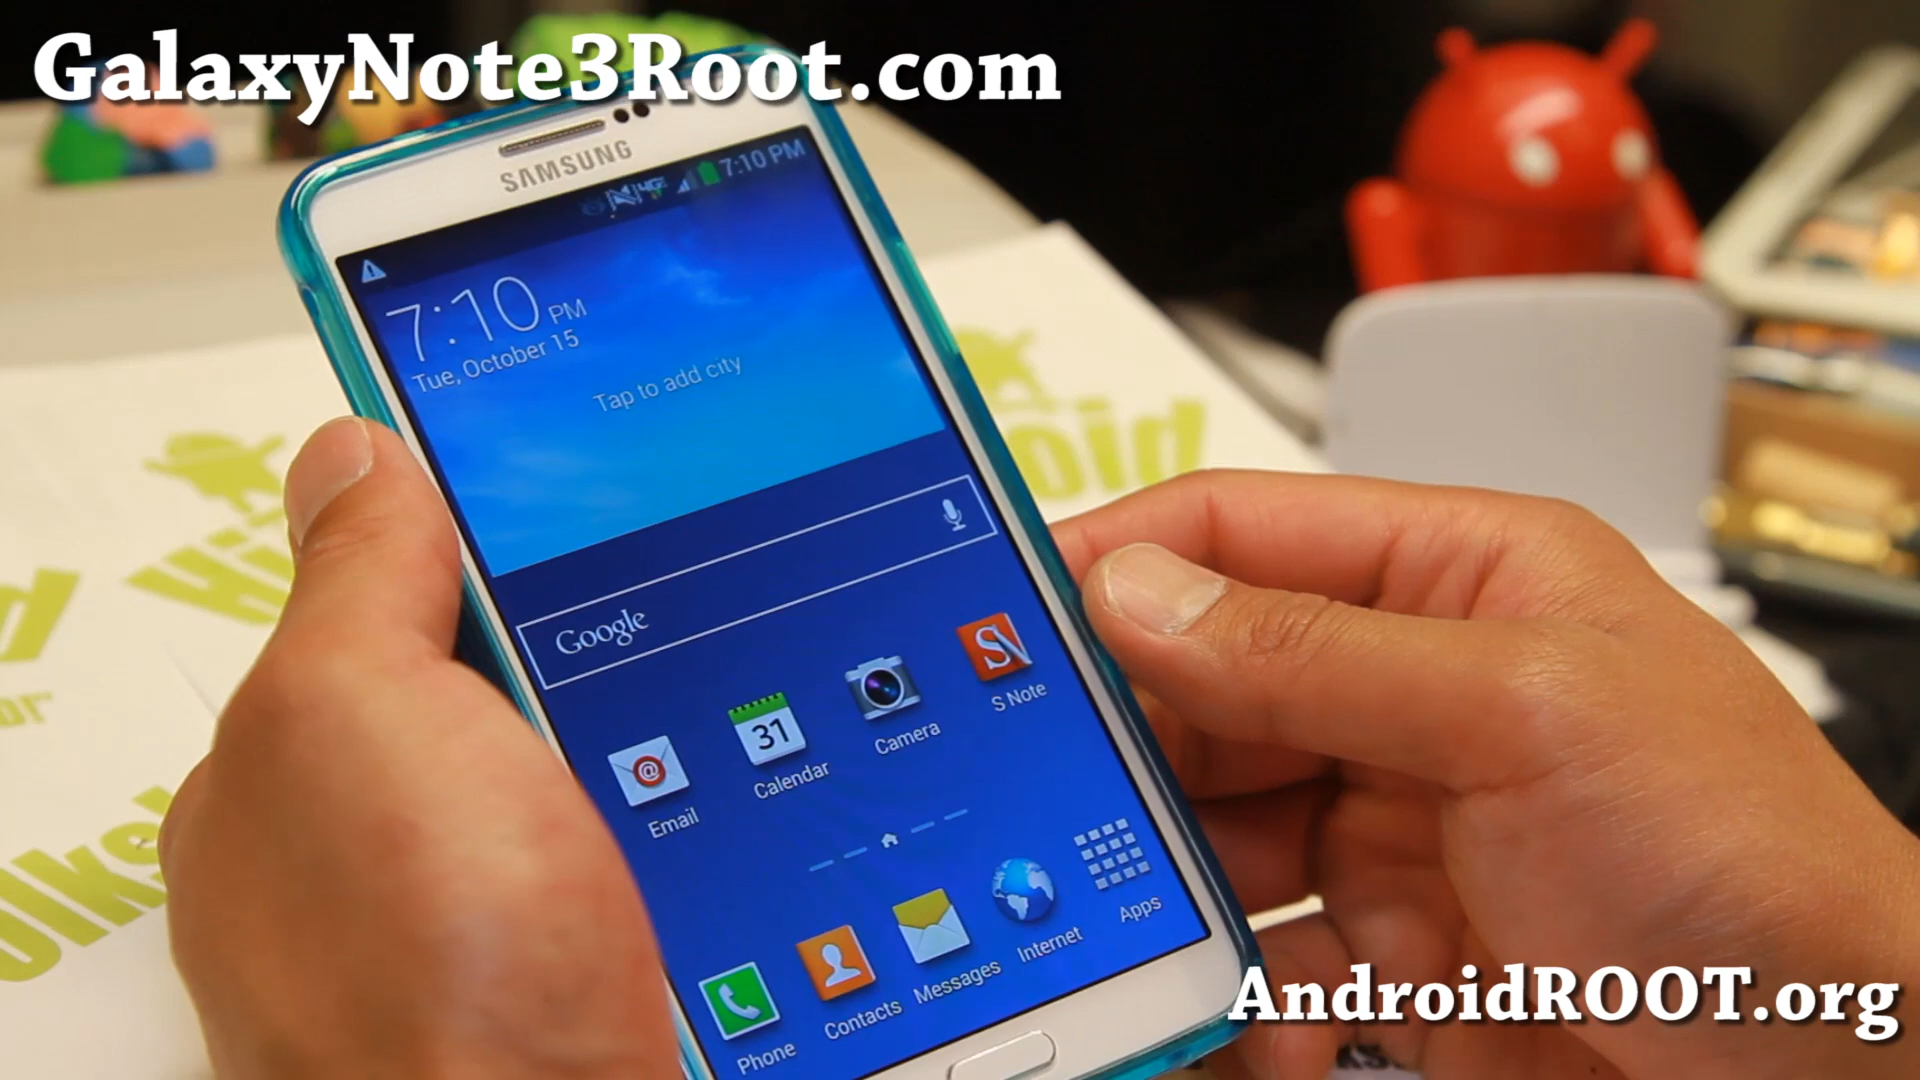 GalaxyNote3Root.com
SAMSUNG
4G
7:10 PM
7:10 PM
Tue, October 15
Tap to add city
Google
S Note
31
Camera
@
Calendar
Email
Apps
Internet
Messages
Contacts
Phone
AndroidROOT.org